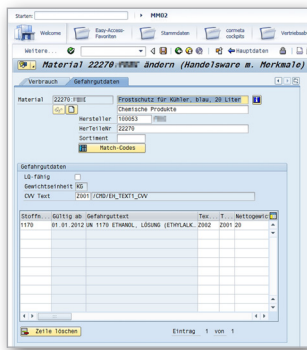 Starten: MM02
Welcome Easy-Access-Favoriten Stammdaten cormeta cockpits Vertriebsabw
Weitere... Hauptdaten
Material 22270 ändern (Handelsware m. Merkmale)
Verbrauch Gefahrgutdaten
Material 22270 Frostschutz für Kühler, blau, 20 Liter
Chemische Produkte
Hersteller 100053
HerTeileNr 22270
Sortiment
Match-Codes
Gefahrgutdaten
LQ-fähig
Gewichtseinheit KG
CVV Text Z001 /CMD/EH_TEXT1_CVV
Stoffn... Gültig ab Gefahrguttext Tex... T... Nettogewic
1170 01.01.2012 UN 1170 ETHANOL, LÖSUNG (ETHYLALK… Z002 Z001 20
Zeile löschen Eintrag 1 von 1